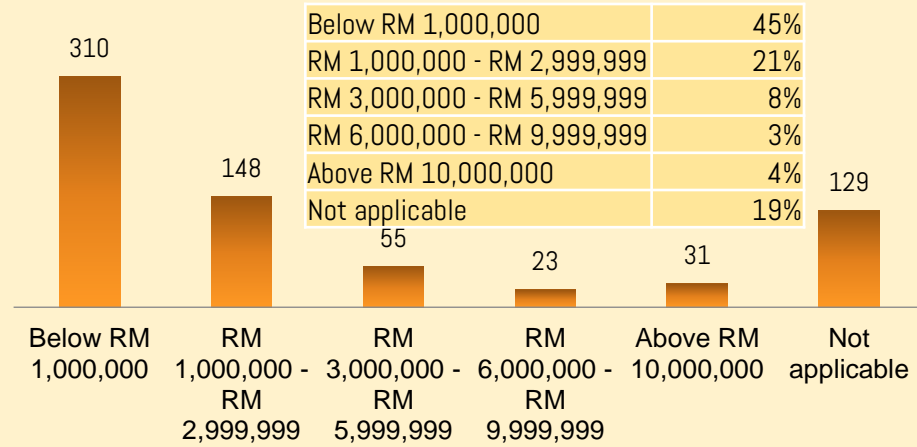 Below RM 1,000,000 45%
RM 1,000,000 - RM 2,999,999 21%
RM 3,000,000 - RM 5,999,999 8%
RM 6,000,000 - RM 9,999,999 3%
Above RM 10,000,000 4%
Not applicable 19%
310
148
55
23
31
129
Below RM
1,000,000
RM
1,000,000 -
RM
2,999,999
RM
3,000,000 -
RM
5,999,999
RM
6,000,000 -
RM
9,999,999
Above RM
10,000,000
Not
applicable